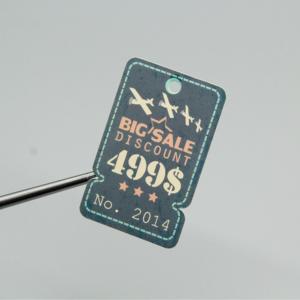 BIG SALE
DISCOUNT
499$
No. 2014